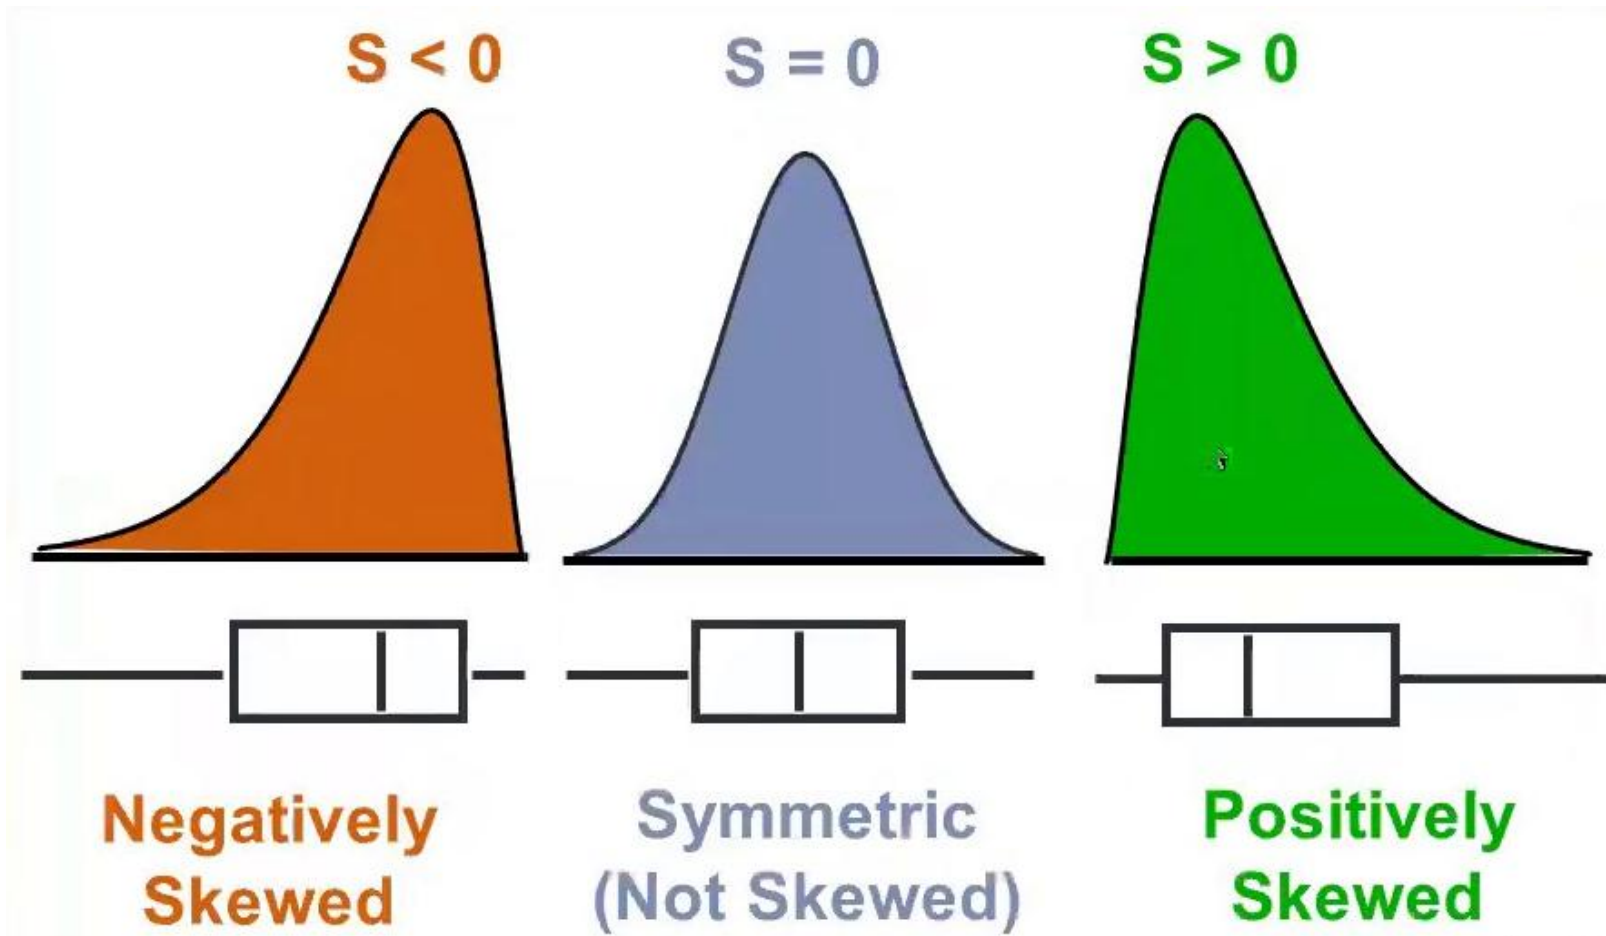 S < 0
S = 0
S > 0
Negatively
Skewed
Symmetric
(Not Skewed)
Positively
Skewed